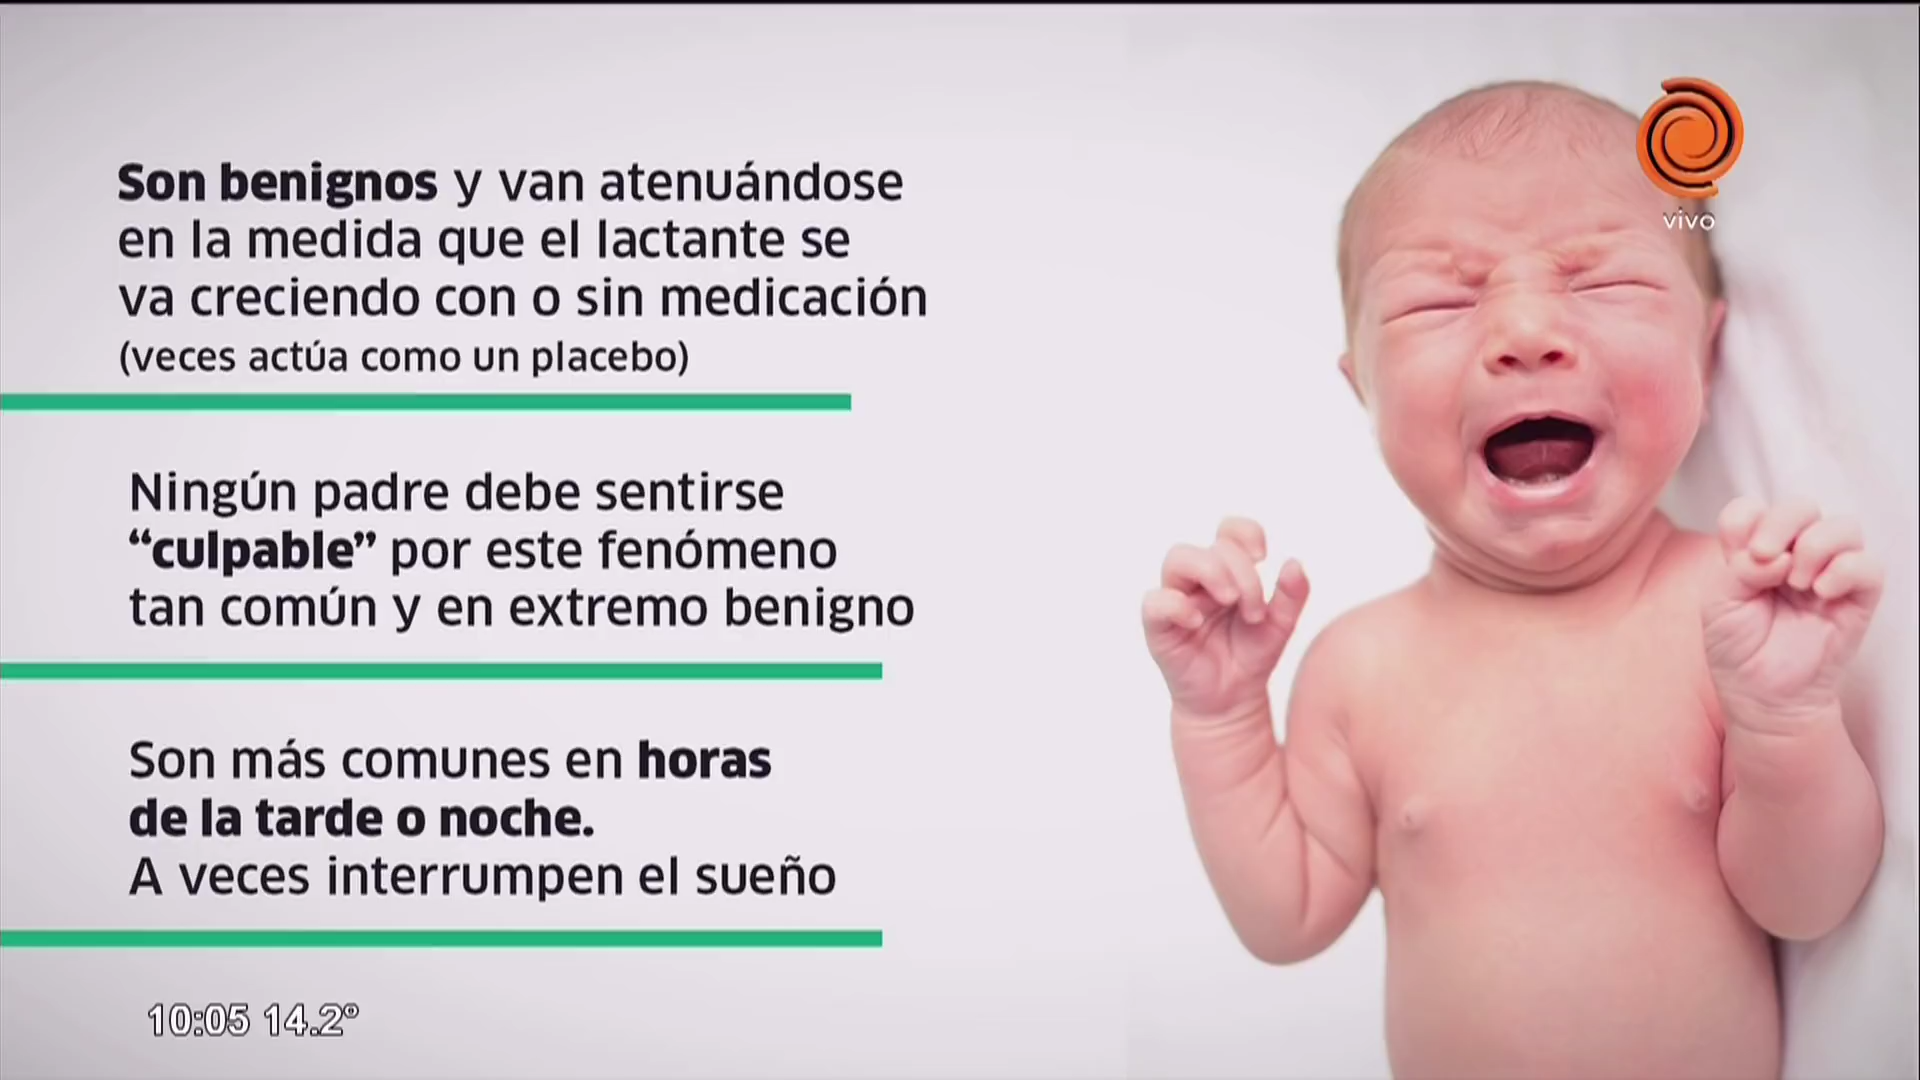 Son benignos y van atenuándose
en la medida que el lactante se
va creciendo con o sin medicación
(veces actúa como un placebo)
Ningún padre debe sentirse
“culpable” por este fenómeno
tan común y en extremo benigno
Son más comunes en horas
de la tarde o noche.
A veces interrumpen el sueño
vivo
10:05 14.2°